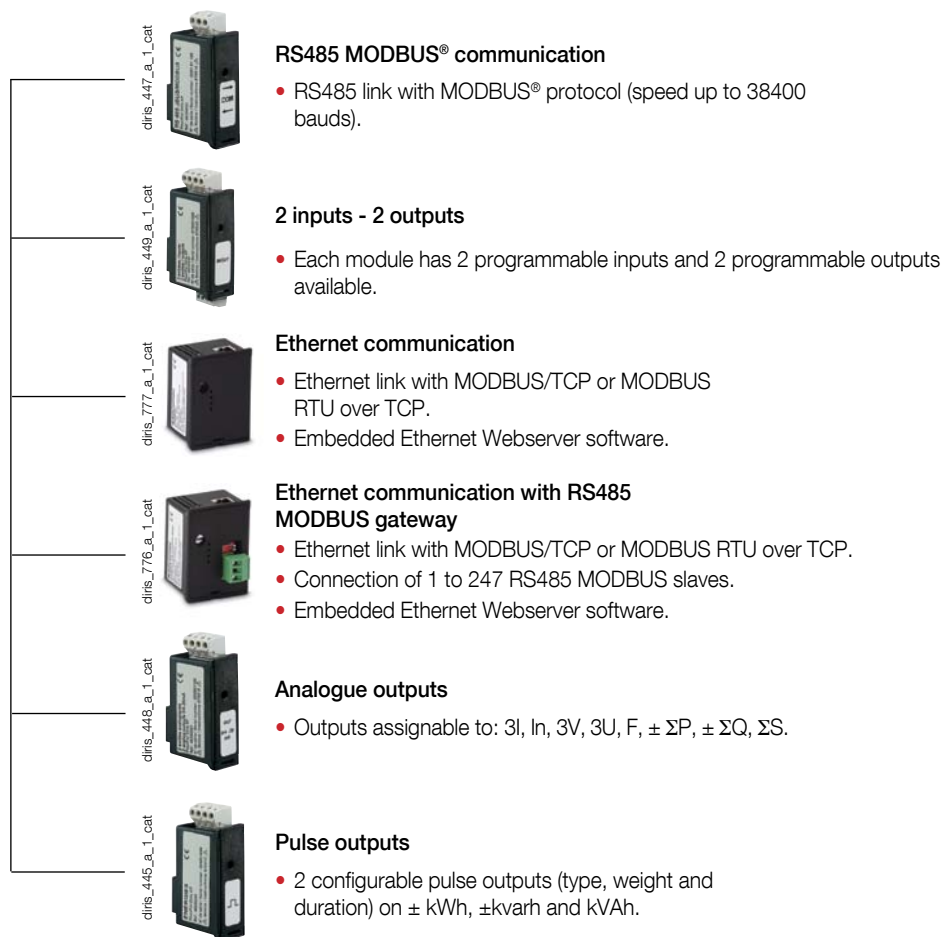 diris_447_a_1_cat
RS485 MODBUS® communication
• RS485 link with MODBUS® protocol (speed up to 38400
bauds).
diris_449_a_1_cat
2 inputs - 2 outputs
• Each module has 2 programmable inputs and 2 programmable outputs
available.
diris_777_a_1_cat
Ethernet communication
• Ethernet link with MODBUS/TCP or MODBUS
RTU over TCP.
• Embedded Ethernet Webserver software.
diris_776_a_1_cat
Ethernet communication with RS485
MODBUS gateway
• Ethernet link with MODBUS/TCP or MODBUS RTU over TCP.
• Connection of 1 to 247 RS485 MODBUS slaves.
• Embedded Ethernet Webserver software.
diris_448_a_1_cat
Analogue outputs
• Outputs assignable to: 3I, In, 3V, 3U, F, ± ΣP, ± ΣQ, ΣS.
diris_445_a_1_cat
Pulse outputs
• 2 configurable pulse outputs (type, weight and
duration) on ± kWh, ±kvarh and kVAh.